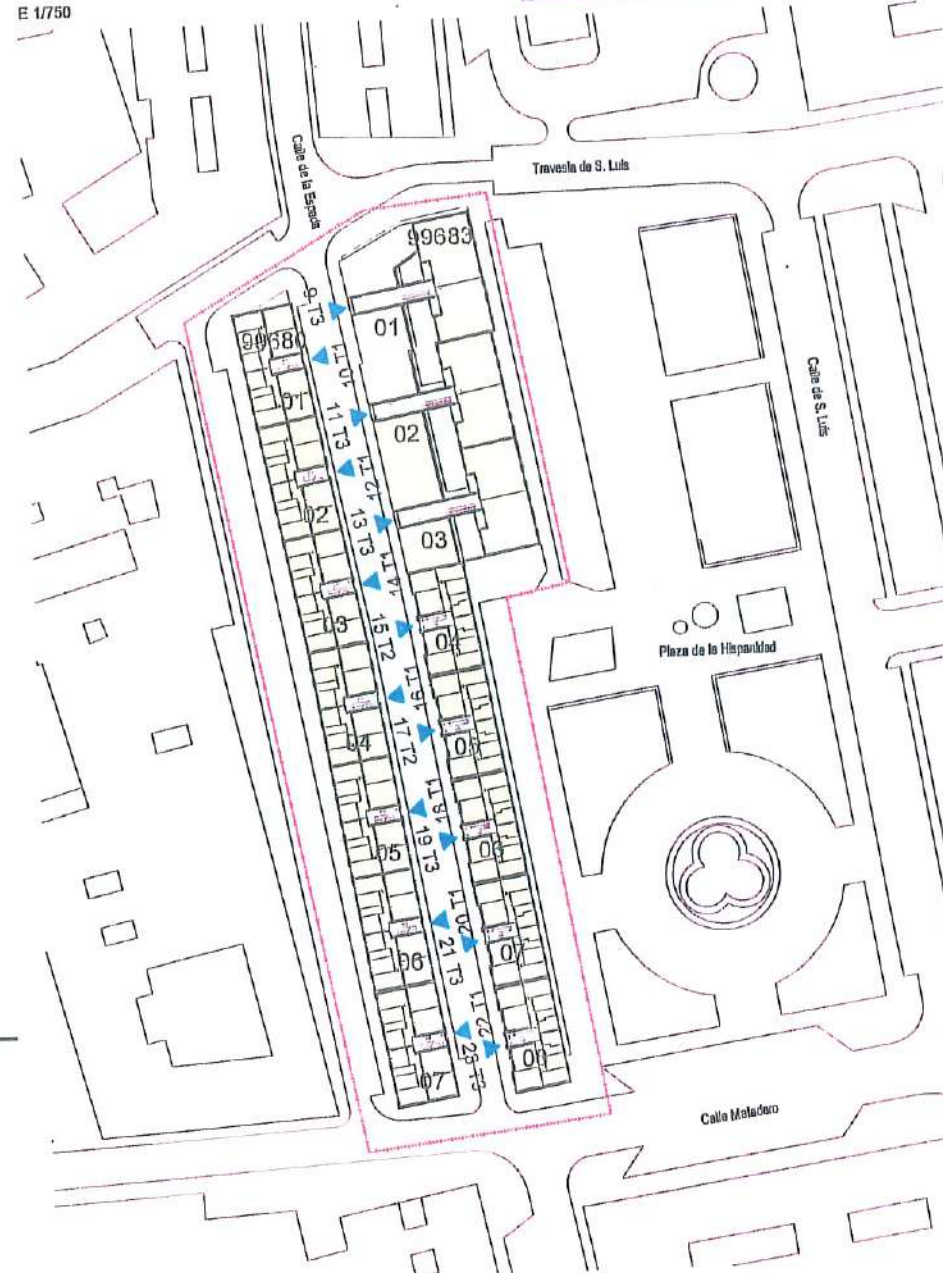 E 1/750
Calle de la Espada
Travesía de S. Luis
99683
9 T3
01
99680
10 T1
01
11 T3
02
12 T1
02
13 T3
03
14 T1
03
15 T2
04
16 T1
04
17 T2
05
18 T1
05
19 T3
06
20 T1
06
21 T3
07
22 T1
07
28 T3
08
Calle de S. Luis
Plaza de la Hispanidad
Calle Matadero